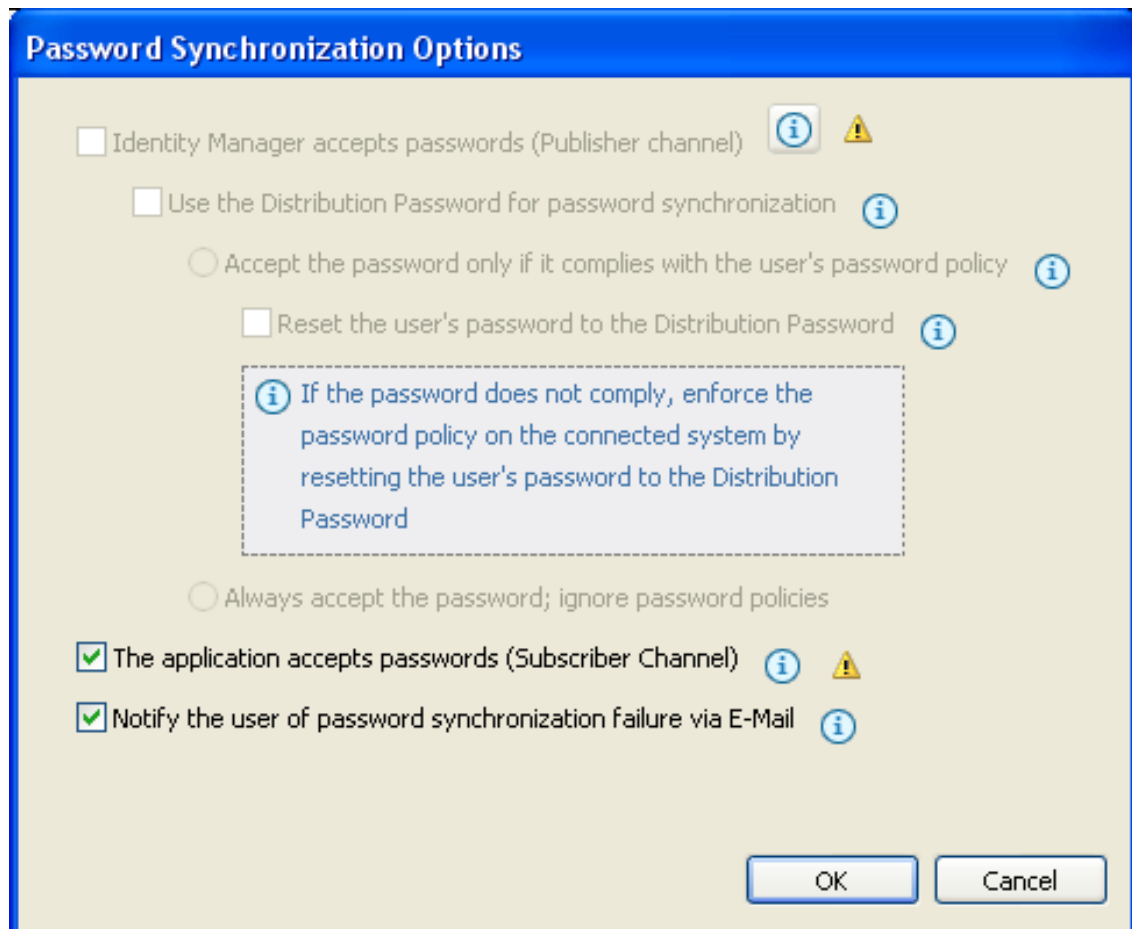 Password Synchronization Options
Identity Manager accepts passwords (Publisher channel)
Use the Distribution Password for password synchronization
Accept the password only if it complies with the user's password policy
Reset the user's password to the Distribution Password
If the password does not comply, enforce the
password policy on the connected system by
resetting the user's password to the Distribution
Password
Always accept the password; ignore password policies
The application accepts passwords (Subscriber Channel)
Notify the user of password synchronization failure via E-Mail
OK Cancel